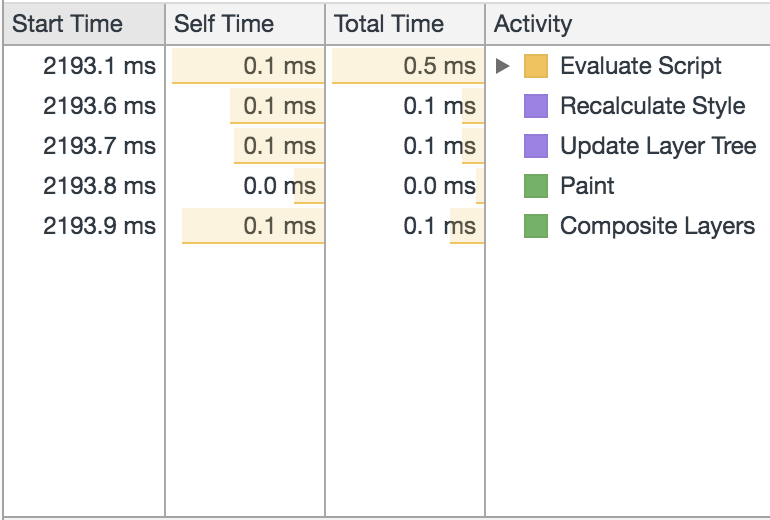 Start Time Self Time Total Time Activity
2193.1 ms 0.1 ms 0.5 ms Evaluate Script
2193.6 ms 0.1 ms 0.1 ms Recalculate Style
2193.7 ms 0.1 ms 0.1 ms Update Layer Tree
2193.8 ms 0.0 ms 0.0 ms Paint
2193.9 ms 0.1 ms 0.1 ms Composite Layers